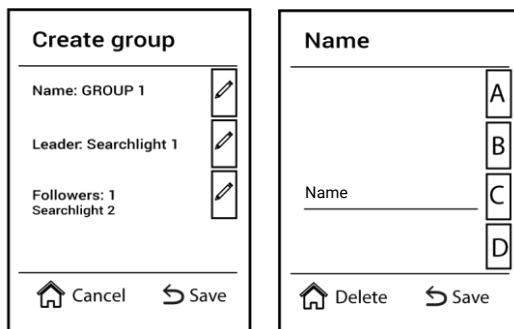 Create group
Name: GROUP 1
Leader: Searchlight 1
Followers: 1
Searchlight 2
Cancel Save
Name
A
B
Name
C
D
Delete Save